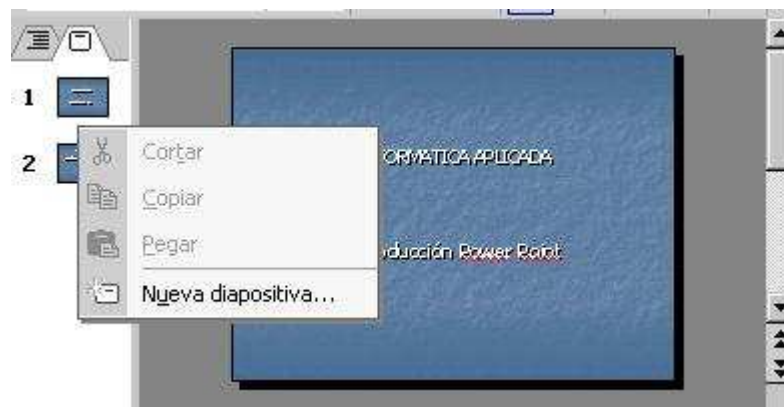 1
2
Cortar
Copiar
Pegar
Nueva diapositiva...
ORMATICA APLICADA
oducción Power Point